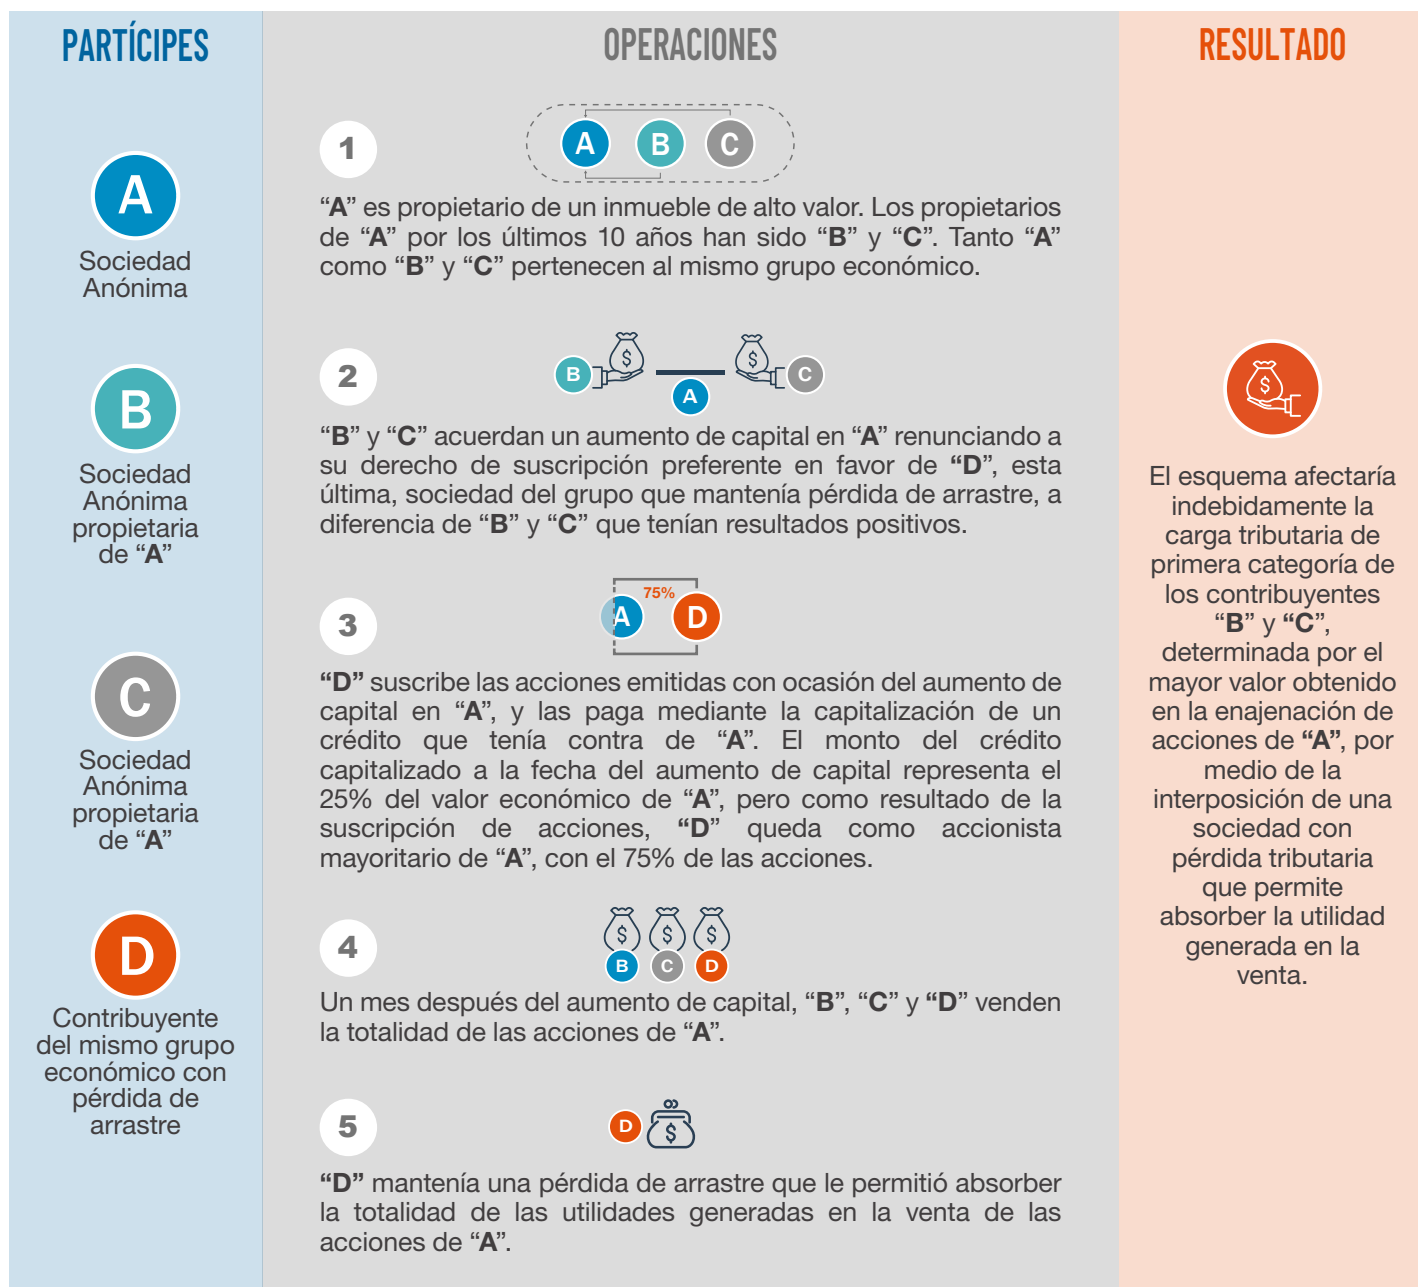 PARTÍCIPES
A
Sociedad
Anónima
B
Sociedad
Anónima
propietaria
de “A”
C
Sociedad
Anónima
propietaria
de “A”
D
Contribuyente
del mismo grupo
económico con
pérdida de
arrastre
OPERACIONES
1
A B C
“A” es propietario de un inmueble de alto valor. Los propietarios
de “A” por los últimos 10 años han sido “B” y “C”. Tanto “A”
como “B” y “C” pertenecen al mismo grupo económico.
2
B $ A $ C
“B” y “C” acuerdan un aumento de capital en “A” renunciando a
su derecho de suscripción preferente en favor de “D”, esta
última, sociedad del grupo que mantenía pérdida de arrastre, a
diferencia de “B” y “C” que tenían resultados positivos.
3
75%
A D
“D” suscribe las acciones emitidas con ocasión del aumento de
capital en “A”, y las paga mediante la capitalización de un
crédito que tenía contra de “A”. El monto del crédito
capitalizado a la fecha del aumento de capital representa el
25% del valor económico de “A”, pero como resultado de la
suscripción de acciones, “D” queda como accionista
mayoritario de “A”, con el 75% de las acciones.
4
$ $ $
B C D
Un mes después del aumento de capital, “B”, “C” y “D” venden
la totalidad de las acciones de “A”.
5
D $
“D” mantenía una pérdida de arrastre que le permitió absorber
la totalidad de las utilidades generadas en la venta de las
acciones de “A”.
RESULTADO
$
El esquema afectaría
indebidamente la
carga tributaria de
primera categoría de
los contribuyentes
“B” y “C”,
determinada por el
mayor valor obtenido
en la enajenación de
acciones de “A”, por
medio de la
interposición de una
sociedad con
pérdida tributaria
que permite
absorber la utilidad
generada en la
venta.